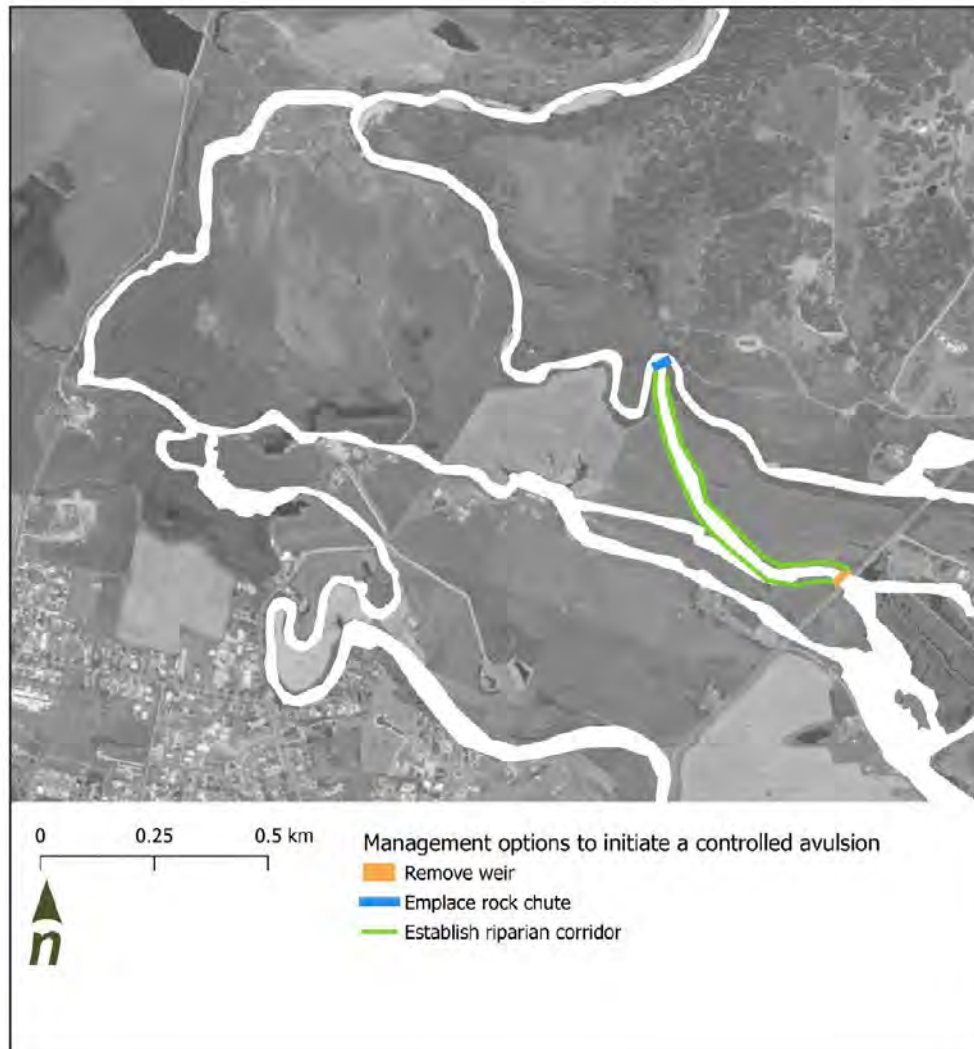 0 0.25 0.5 km
Management options to initiate a controlled avulsion
Remove weir
Emplace rock chute
Establish riparian corridor
n